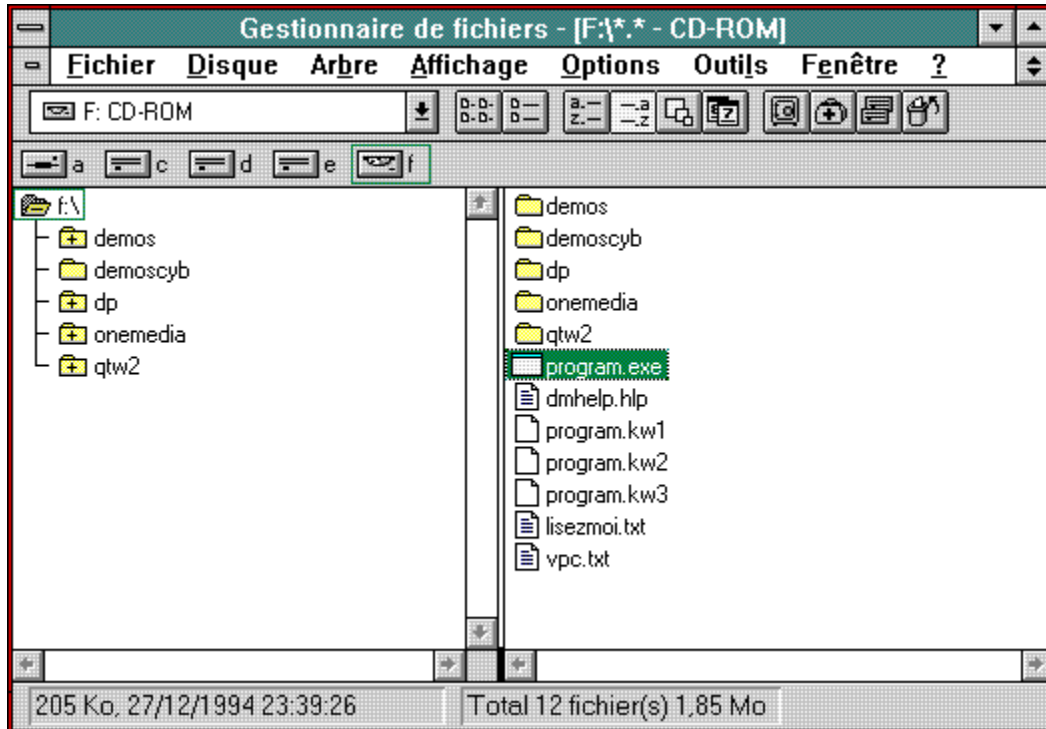 Gestionnaire de fichiers - [F:\*.* - CD-ROM]
Fichier Disque Arbre Affichage Options Outils Fenêtre ?
F: CD-ROM
a c d e f
f:\
demos
demoscyb
dp
onemedia
qtw2
demos
demoscyb
dp
onemedia
qtw2
program.exe
dmhelp.hlp
program.kw1
program.kw2
program.kw3
lisezmoi.txt
vpc.txt
205 Ko, 27/12/1994 23:39:26
Total 12 fichier(s) 1,85 Mo